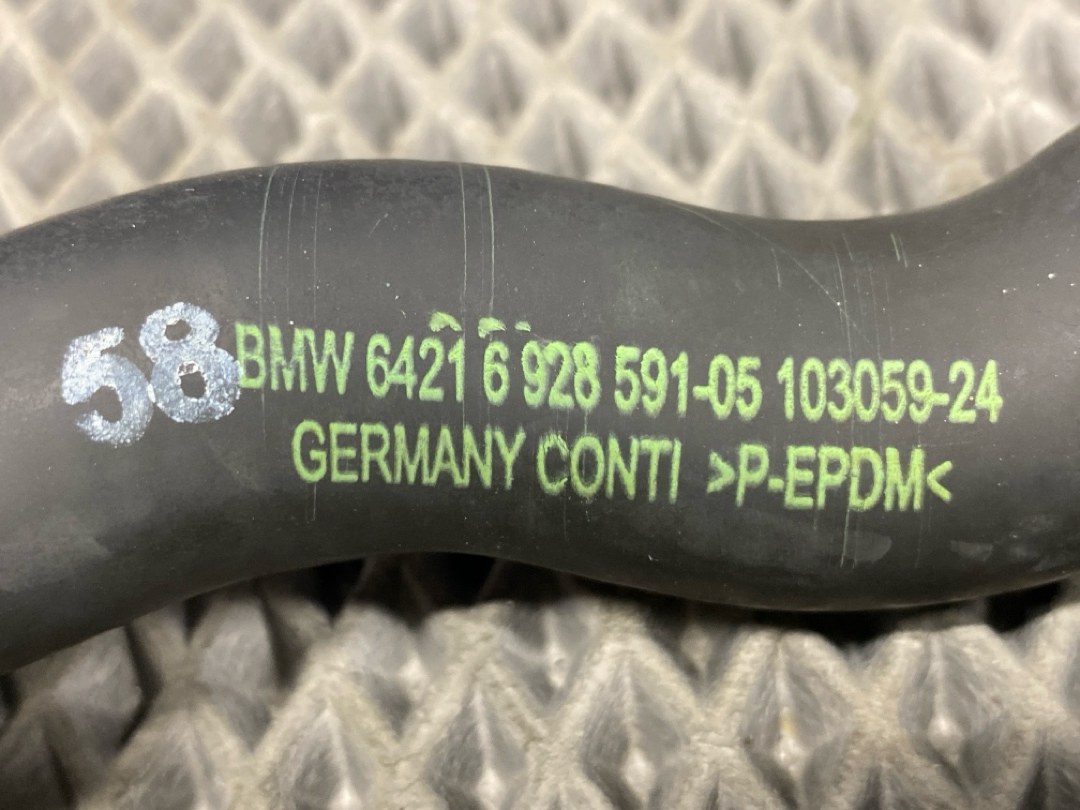 58
BMW 6421 6 928 591-05 103059-24
GERMANY CONTI >P-EPDM<